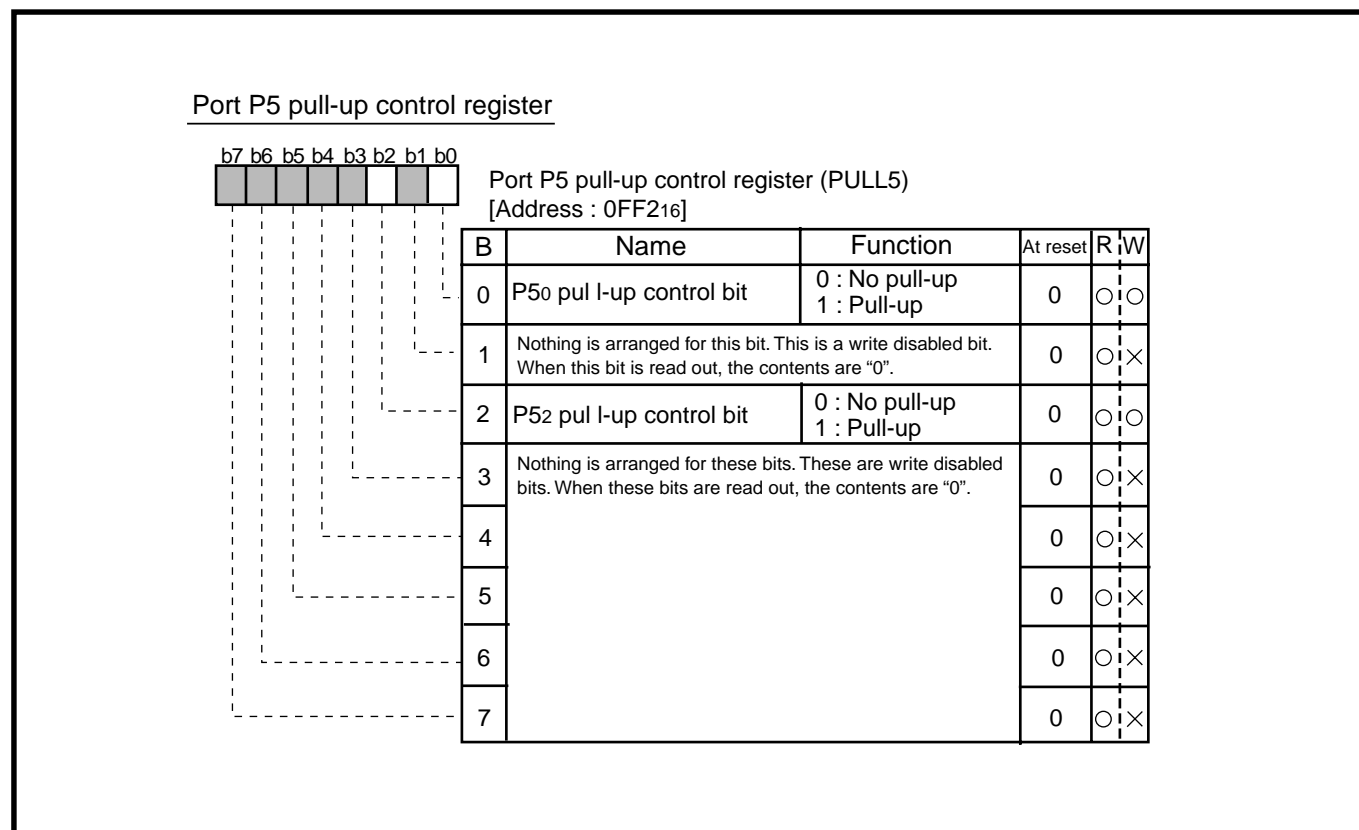 Port P5 pull-up control register
b7 b6 b5 b4 b3 b2 b1 b0
Port P5 pull-up control register (PULL5)
[Address : 0FF216]
B Name Function At reset R W
0 P50 pul l-up control bit 0 : No pull-up 0 ○ ○
1 : Pull-up
1 Nothing is arranged for this bit. This is a write disabled bit. 0 ○ ×
When this bit is read out, the contents are “0”.
2 P52 pul l-up control bit 0 : No pull-up 0 ○ ○
1 : Pull-up
3 Nothing is arranged for these bits. These are write disabled 0 ○ ×
bits. When these bits are read out, the contents are “0”.
4 0 ○ ×
5 0 ○ ×
6 0 ○ ×
7 0 ○ ×